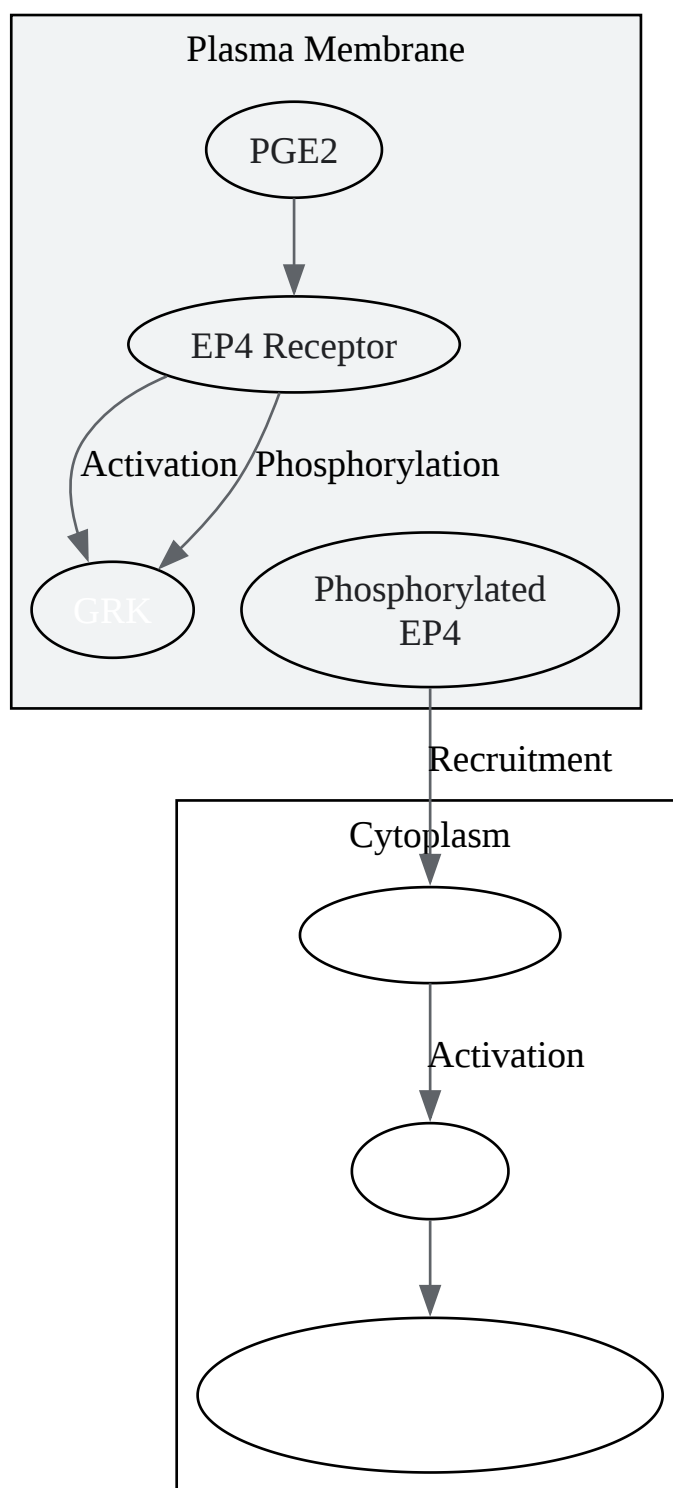 Plasma Membrane
PGE2
EP4 Receptor
Activation
Phosphorylation
GRK
Phosphorylated
EP4
Recruitment
Cytoplasm
Activation